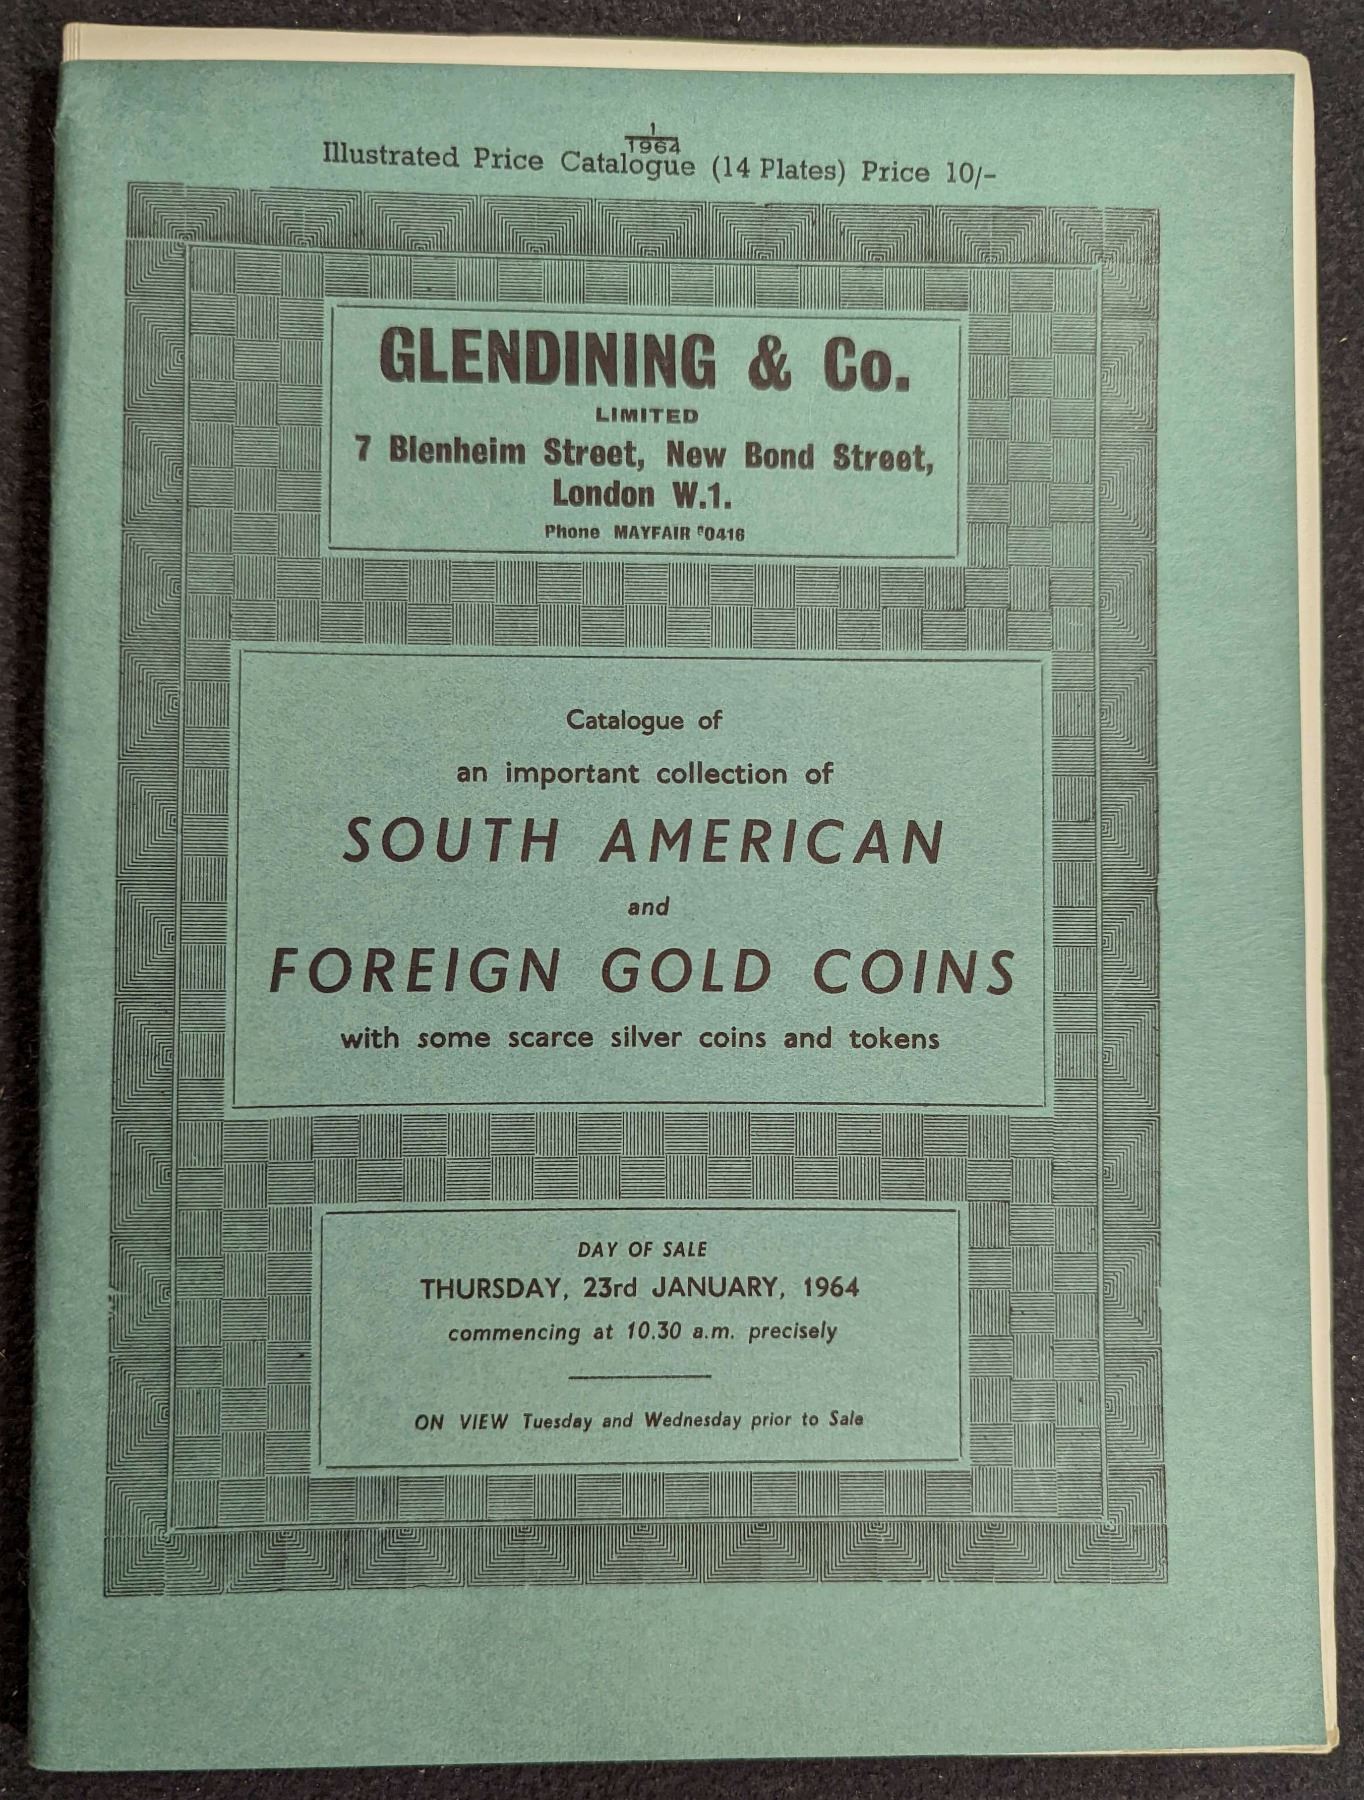 1
1964
Illustrated Price Catalogue (14 Plates) Price 10/-
GLENDINING & Co.
LIMITED
7 Blenheim Street, New Bond Street,
London W.1.
Phone MAYFAIR 0416
Catalogue of
an important collection of
SOUTH AMERICAN
and
FOREIGN GOLD COINS
with some scarce silver coins and tokens
DAY OF SALE
THURSDAY, 23rd JANUARY, 1964
commencing at 10.30 a.m. precisely
ON VIEW Tuesday and Wednesday prior to Sale